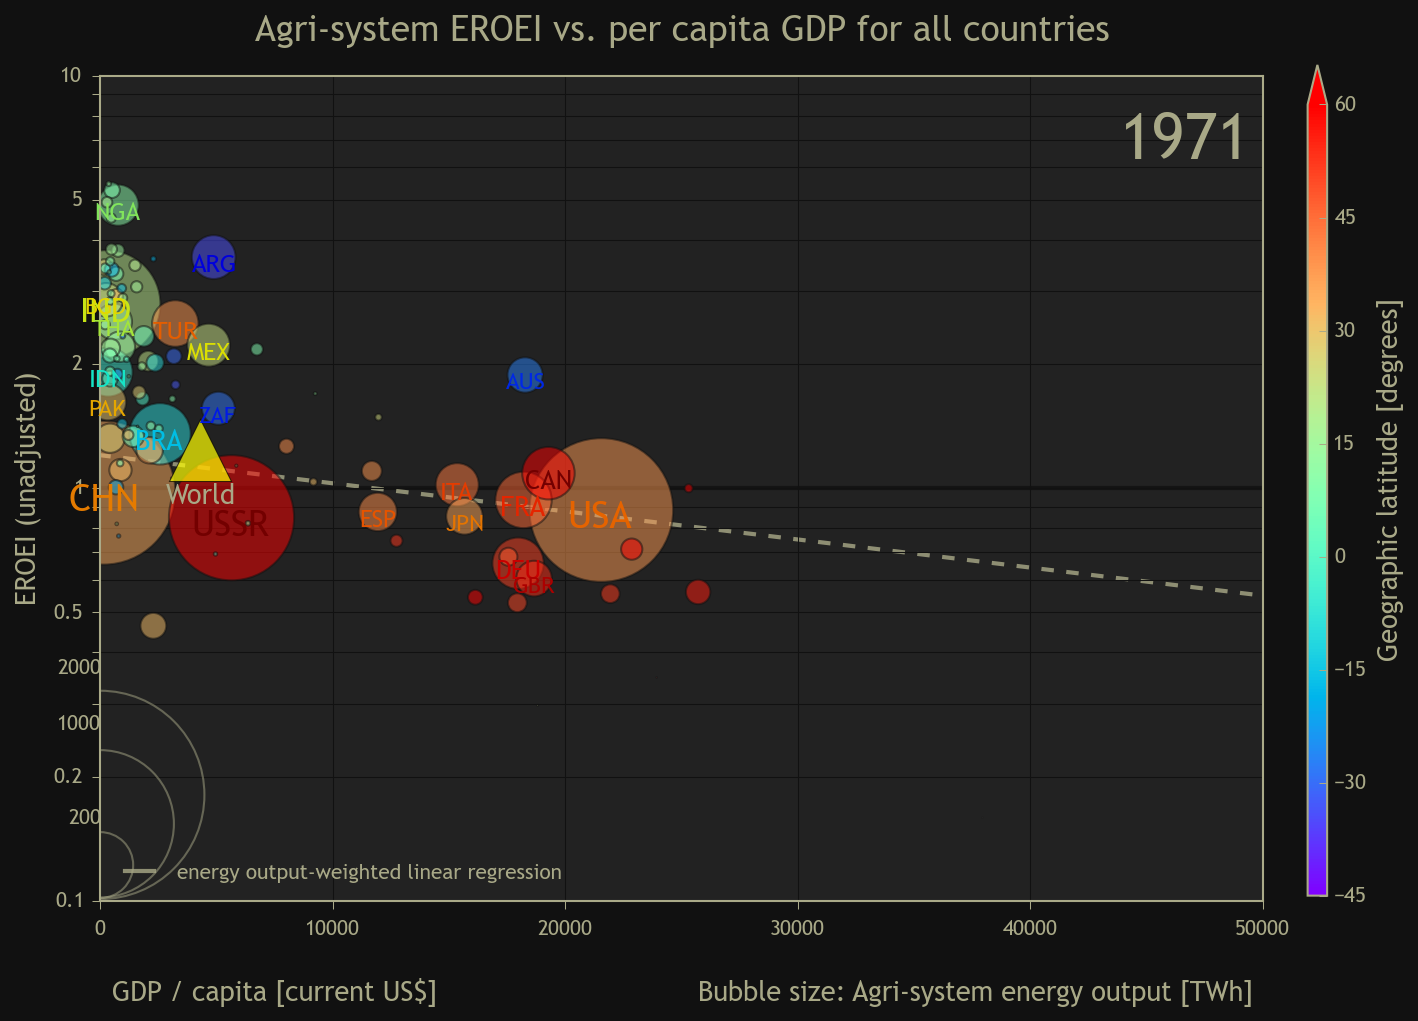 Agri-system EROEI vs. per capita GDP for all countries
1971
EROEI (unadjusted)
10
5
2
1
0.5
0.2
0.1
2000
1000
200
NGA
ARG
IND
THA
TUR
MEX
IDN
AUS
PAK
ZAF
BRA
World
CHN
USSR
CAN
ITA
FRA
USA
ESP
JPN
DEU
GBR
energy output-weighted linear regression
0
10000
20000
30000
40000
50000
GDP / capita [current US$]
Bubble size: Agri-system energy output [TWh]
60
45
30
15
0
−15
−30
−45
Geographic latitude [degrees]